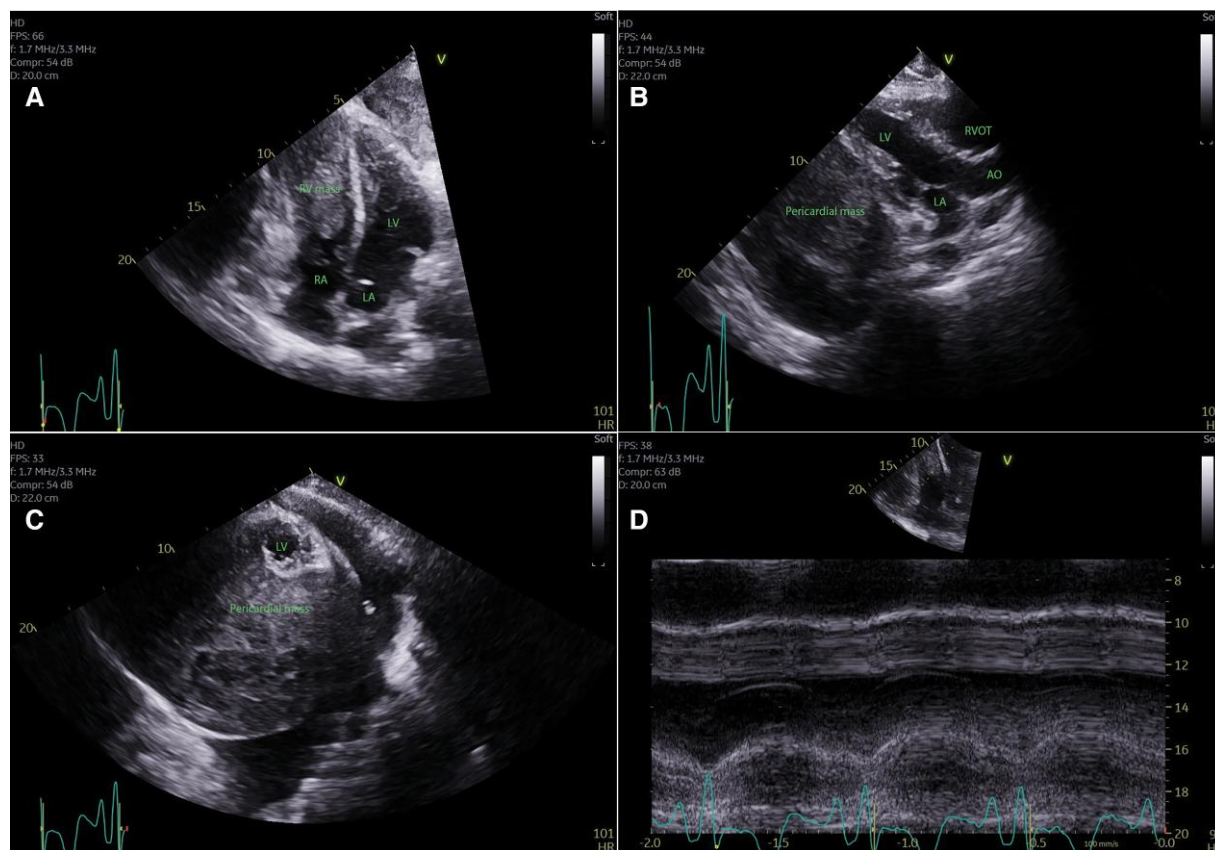 HD
FPS: 66
f: 1.7 MHz/3.3 MHz
Compr: 54 dB
D: 20.0 cm
A
Soft
V
5
10
15
20
RV mass
LV
RA
LA
101
HR
HD
FPS: 44
f: 1.7 MHz/3.3 MHz
Compr: 54 dB
D: 22.0 cm
B
V
10
20
LV
RVOT
AO
LA
Pericardial mass
10
HR
HD
FPS: 33
f: 1.7 MHz/3.3 MHz
Compr: 54 dB
D: 22.0 cm
C
Soft
V
10
20
LV
Pericardial mass
101
HR
FPS: 38
f: 1.7 MHz/3.3 MHz
Compr: 63 dB
D: 20.0 cm
D
V
10
15
20
8
10
12
14
16
18
20
-2.0
-1.0
-0.5
100 mm/s
-0.0
9
HR